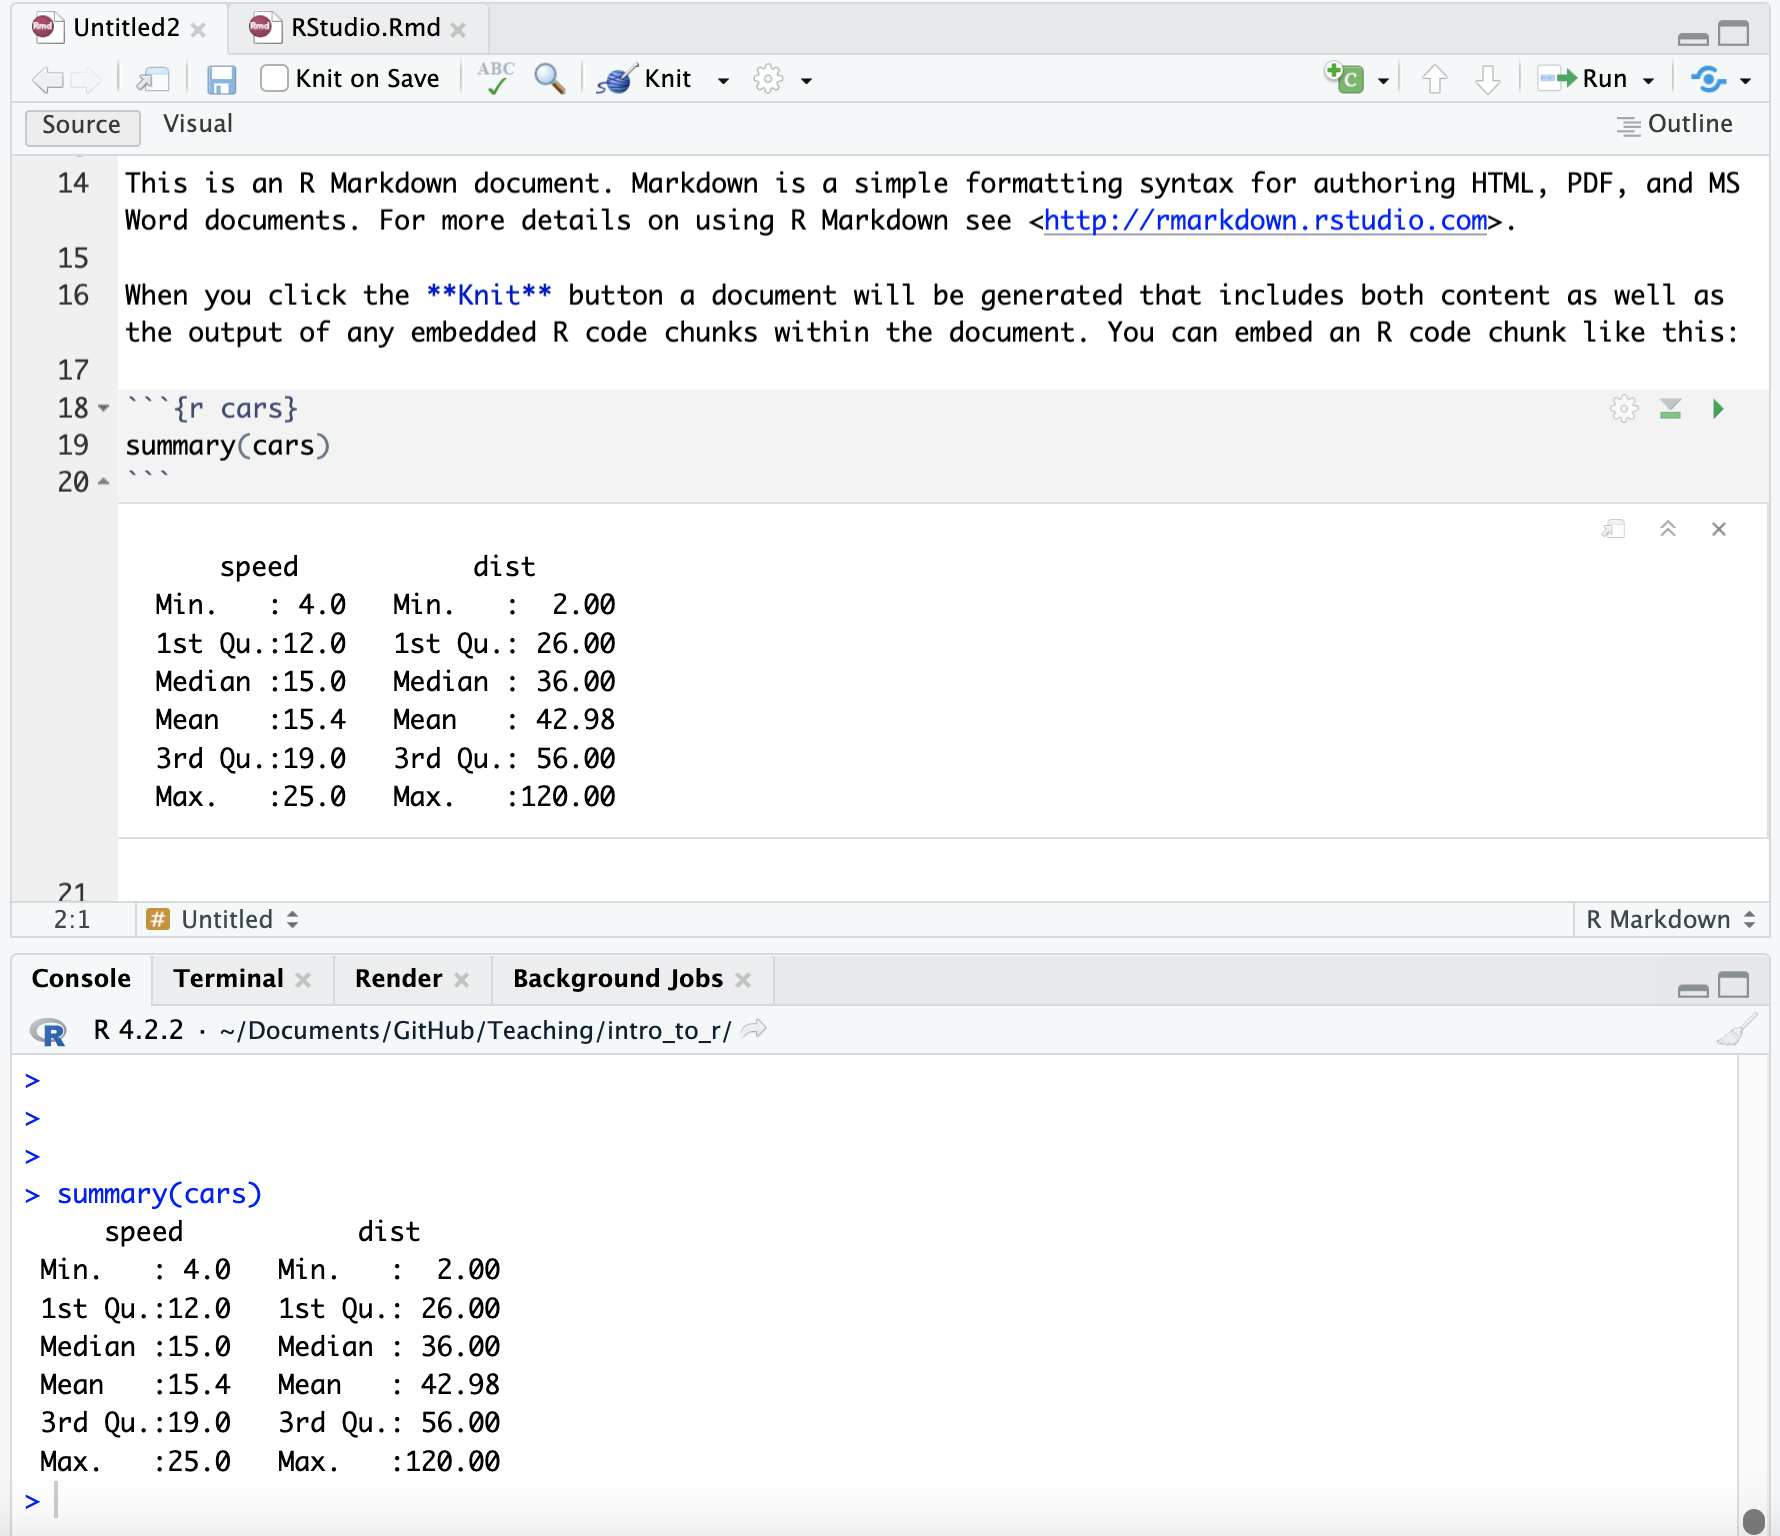 Untitled2 RStudio.Rmd
Knit on Save ABC Knit Run
Source Visual Outline
14 This is an R Markdown document. Markdown is a simple formatting syntax for authoring HTML, PDF, and MS
Word documents. For more details on using R Markdown see <http://rmarkdown.rstudio.com>.
15
16 When you click the **Knit** button a document will be generated that includes both content as well as
the output of any embedded R code chunks within the document. You can embed an R code chunk like this:
17
18 ```{r cars}
19 summary(cars)
20 ```
speed dist
Min. : 4.0 Min. : 2.00
1st Qu.:12.0 1st Qu.: 26.00
Median :15.0 Median : 36.00
Mean :15.4 Mean : 42.98
3rd Qu.:19.0 3rd Qu.: 56.00
Max. :25.0 Max. :120.00
21
2:1 # Untitled R Markdown
Console Terminal Render Background Jobs
R R 4.2.2 · ~/Documents/GitHub/Teaching/intro_to_r/
>
>
>
> summary(cars)
speed dist
Min. : 4.0 Min. : 2.00
1st Qu.:12.0 1st Qu.: 26.00
Median :15.0 Median : 36.00
Mean :15.4 Mean : 42.98
3rd Qu.:19.0 3rd Qu.: 56.00
Max. :25.0 Max. :120.00
>